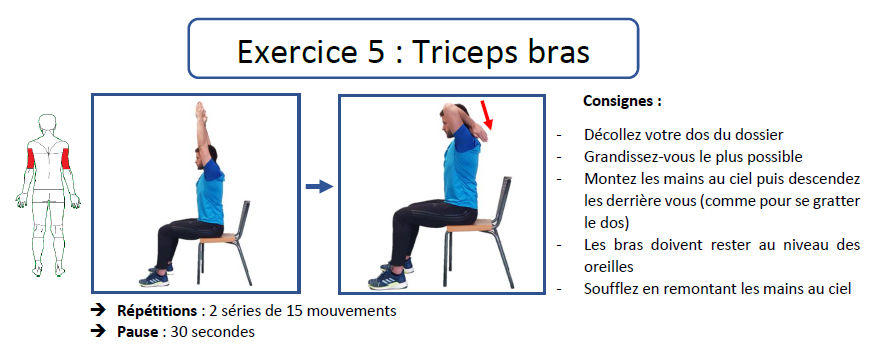 Exercice 5 : Triceps bras
Consignes :
- Décollez votre dos du dossier
- Grandissez-vous le plus possible
- Montez les mains au ciel puis descendez
les derrière vous (comme pour se gratter
le dos)
- Les bras doivent rester au niveau des
oreilles
- Soufflez en remontant les mains au ciel
➔ Répétitions : 2 séries de 15 mouvements
➔ Pause : 30 secondes